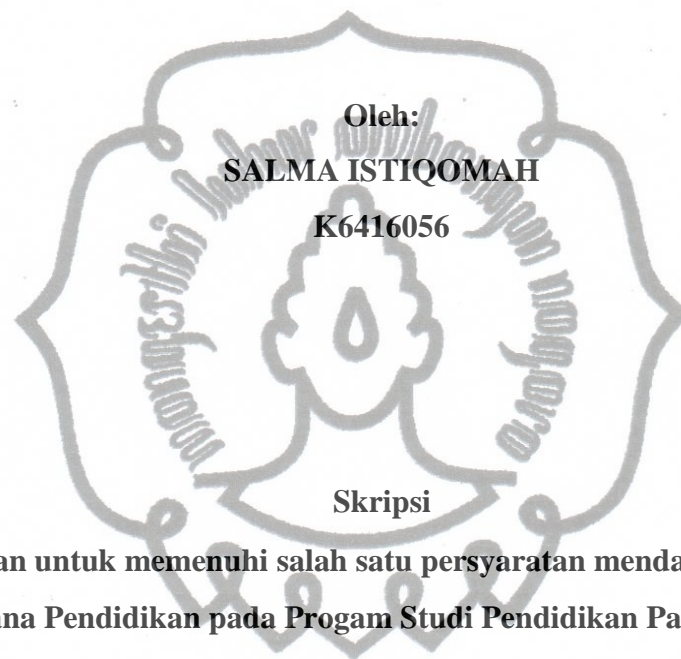 Oleh:
SALMA ISTIQOMAH
K6416056
Skripsi
an untuk memenuhi salah satu persyaratan menda
ana Pendidikan pada Progam Studi Pendidikan Pa